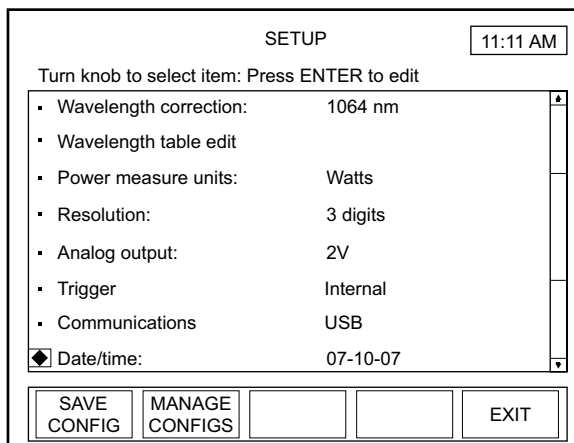 SETUP
11:11 AM
Turn knob to select item: Press ENTER to edit
▪ Wavelength correction: 1064 nm
▪ Wavelength table edit
▪ Power measure units: Watts
▪ Resolution: 3 digits
▪ Analog output: 2V
▪ Trigger Internal
▪ Communications USB
Date/time: 07-10-07
SAVE CONFIG
MANAGE CONFIGS
EXIT